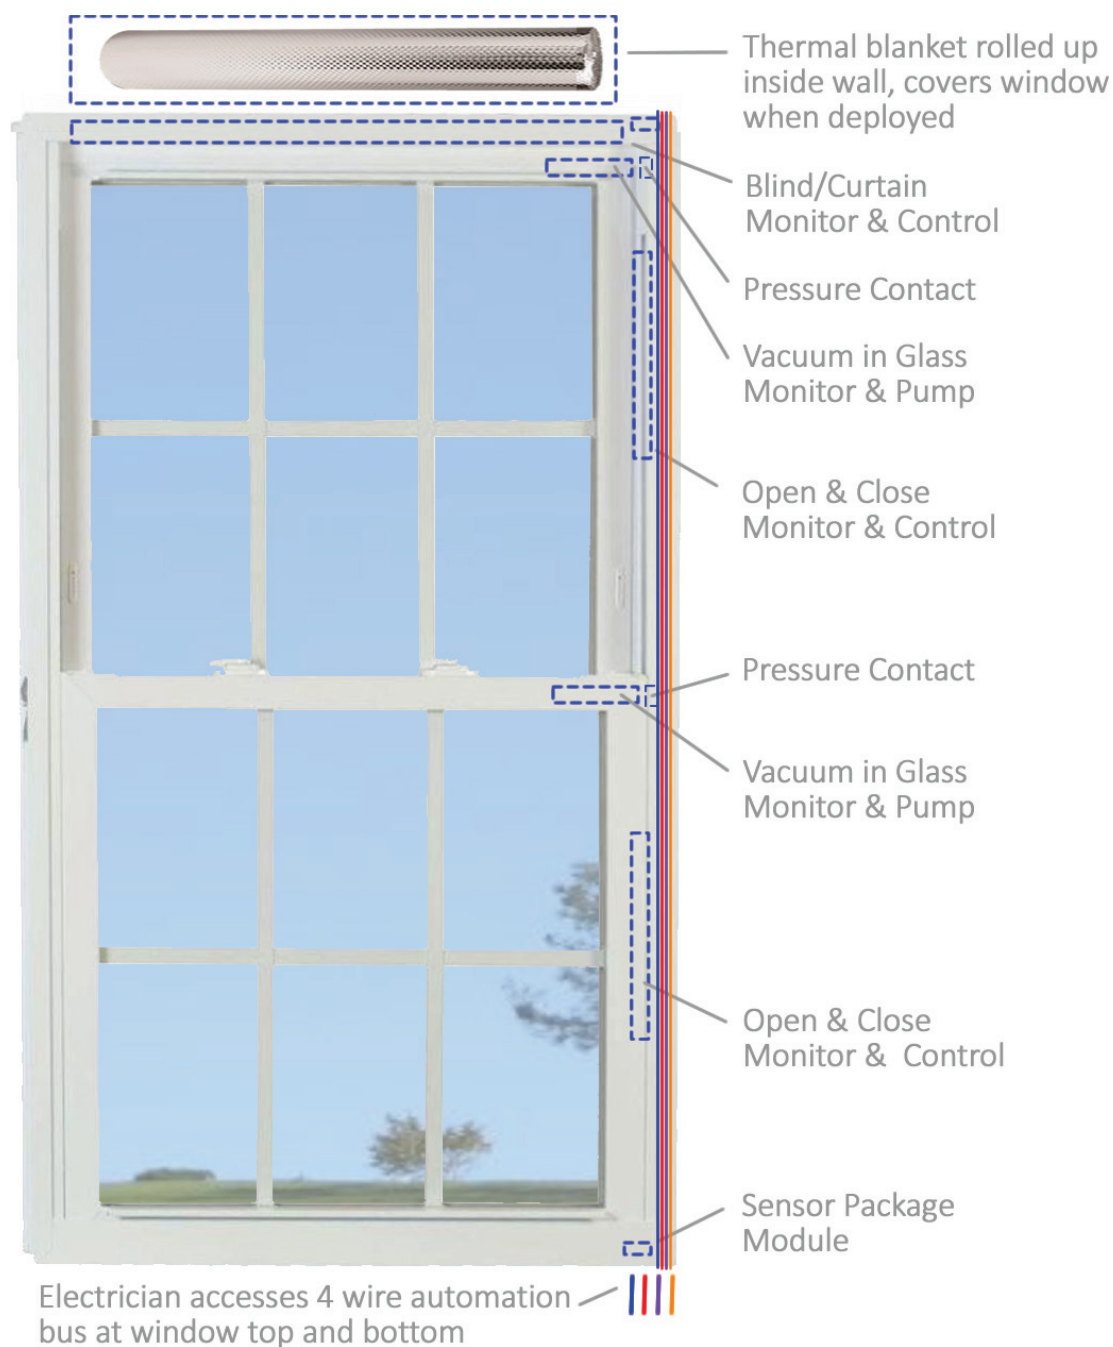 Thermal blanket rolled up
inside wall, covers window
when deployed
Blind/Curtain
Monitor & Control
Pressure Contact
Vacuum in Glass
Monitor & Pump
Open & Close
Monitor & Control
Pressure Contact
Vacuum in Glass
Monitor & Pump
Open & Close
Monitor &  Control
Sensor Package
Module
Electrician accesses 4 wire automation
bus at window top and bottom